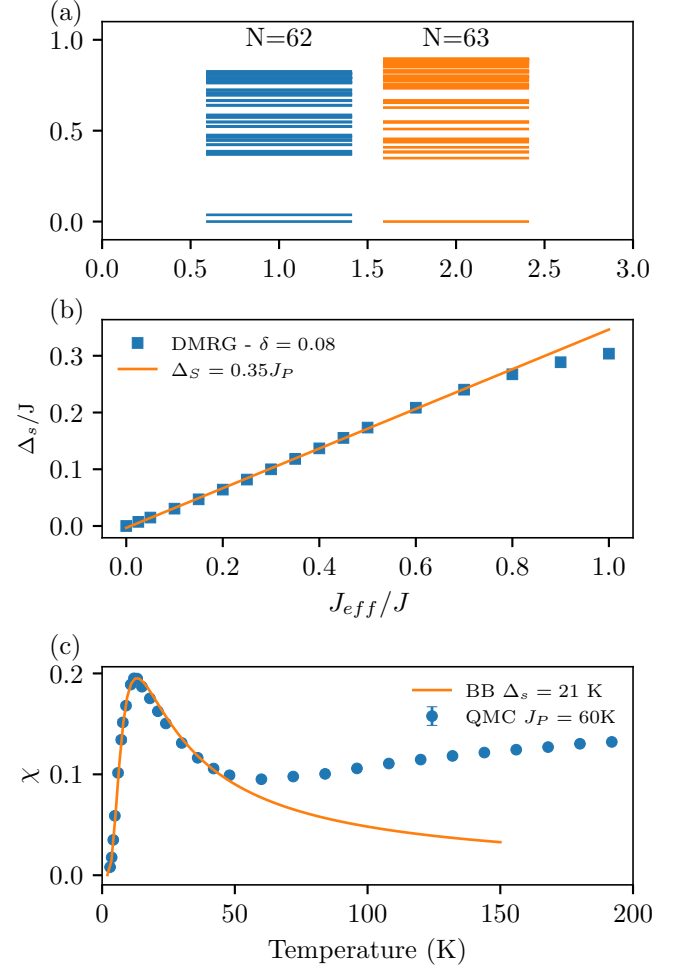 (a)
N=62 N=63
1.0
0.5
0.0
0.0 0.5 1.0 1.5 2.0 2.5 3.0
(b)
DMRG - δ = 0.08
Δ_S = 0.35J_P
0.3
0.2
0.1
0.0
Δ_s/J
0.0 0.2 0.4 0.6 0.8 1.0
J_{eff}/J
(c)
BB Δ_s = 21 K
QMC J_P = 60K
0.2
0.1
0.0
χ
0 50 100 150 200
Temperature (K)